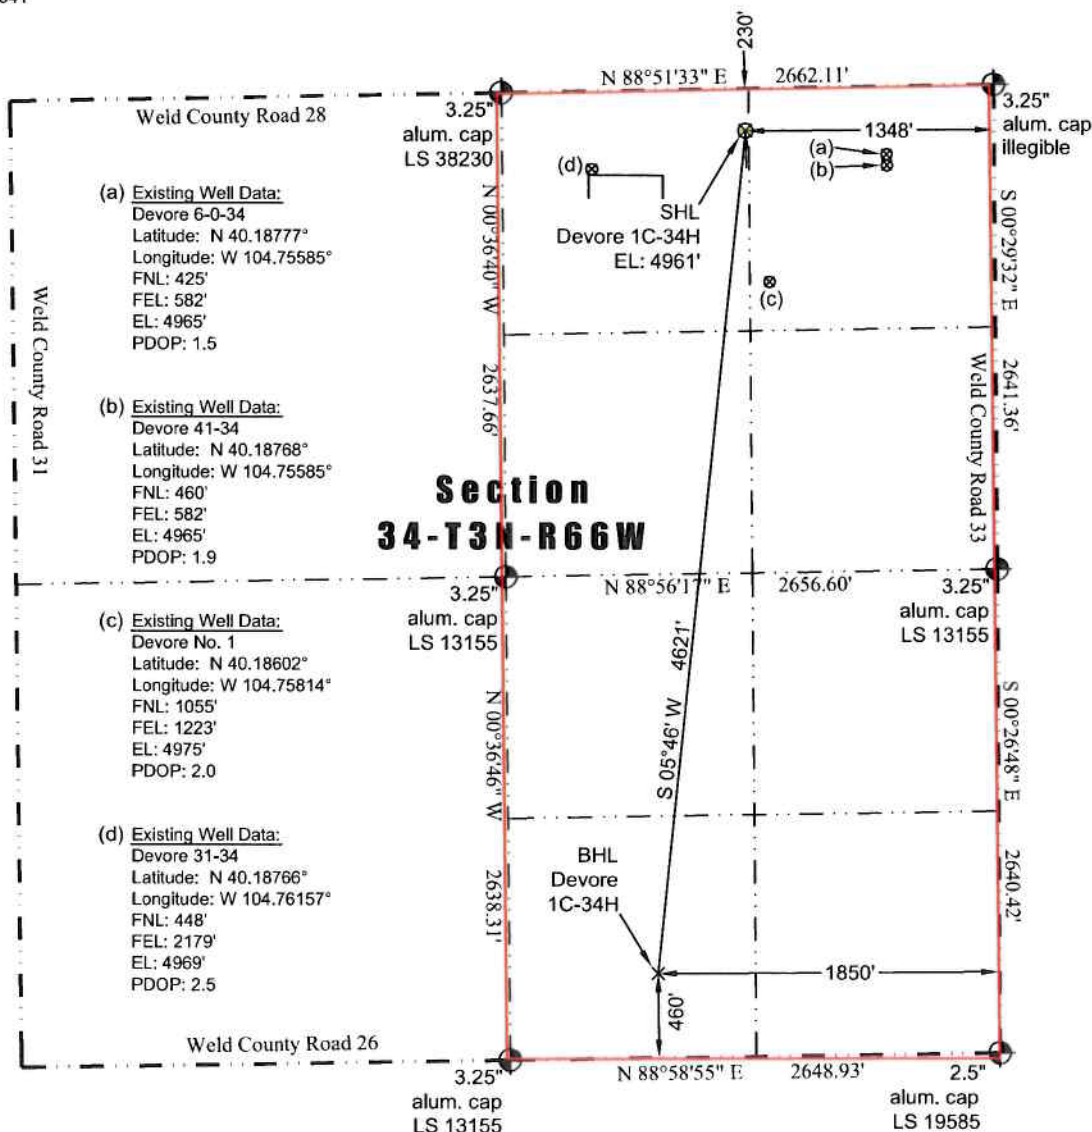 230'
N 88°51'33" E 2662.11'
Weld County Road 28
3.25"
alum. cap
LS 38230
3.25"
alum. cap
illegible
1348'
(a)
(b)
(d)
SHL
Devore 1C-34H
EL: 4961'
(c)
(a) Existing Well Data:
Devore 6-0-34
Latitude: N 40.18777°
Longitude: W 104.75585°
FNL: 425'
FEL: 582'
EL: 4965'
PDOP: 1.5
N 00°36'40" W 2637.66'
S 00°29'32" E 2641.36'
Weld County Road 31
Weld County Road 33
(b) Existing Well Data:
Devore 41-34
Latitude: N 40.18768°
Longitude: W 104.75585°
FNL: 460'
FEL: 582'
EL: 4965'
PDOP: 1.9
Section
34-T3N-R66W
N 88°56'17" E 2656.60'
3.25"
alum. cap
LS 13155
3.25"
alum. cap
LS 13155
(c) Existing Well Data:
Devore No. 1
Latitude: N 40.18602°
Longitude: W 104.75814°
FNL: 1055'
FEL: 1223'
EL: 4975'
PDOP: 2.0
S 05°46' W 4621'
N 00°36'46" W 2638.31'
S 00°26'48" E 2640.42'
(d) Existing Well Data:
Devore 31-34
Latitude: N 40.18766°
Longitude: W 104.76157°
FNL: 448'
FEL: 2179'
EL: 4969'
PDOP: 2.5
BHL
Devore
1C-34H
1850'
460'
Weld County Road 26
3.25"
alum. cap
LS 13155
N 88°58'55" E 2648.93'
2.5"
alum. cap
LS 19585